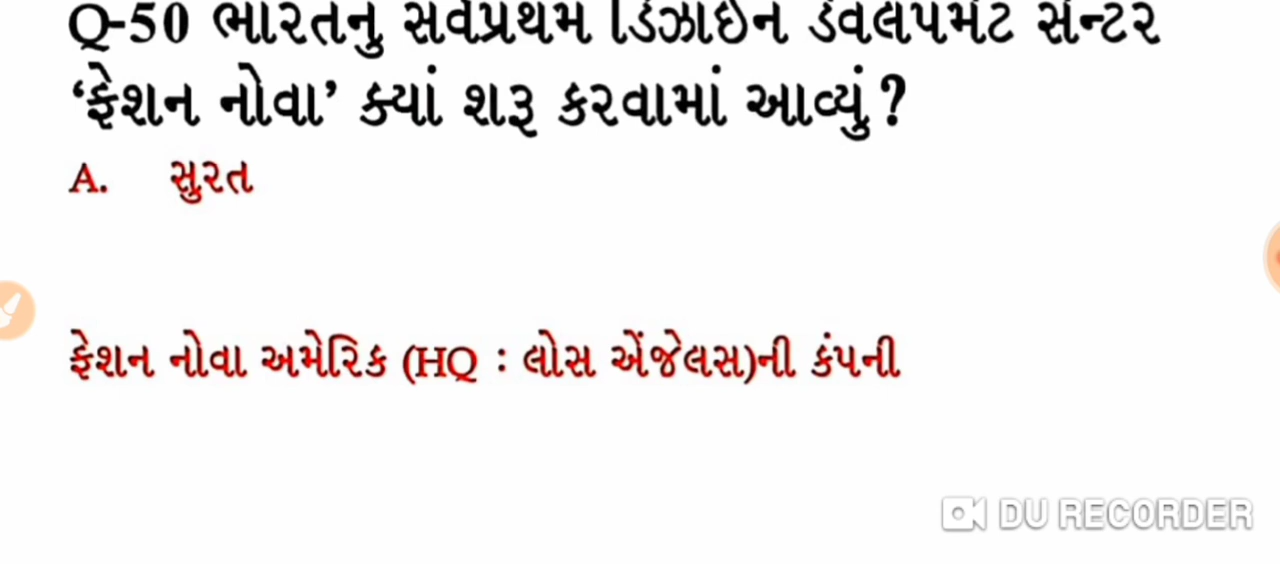 Q-50 ભારતનુ સર્વપ્રથમ ડિઝાઇન ડેવલપમેંટ સેન્ટર
‘ફેશન નોવા’ ક્યાં શરૂ કરવામાં આવ્યું ?
A. સુરત
ફેશન નોવા અમેરિક (HQ : લોસ એંજેલસ)ની કંપની
DU RECORDER